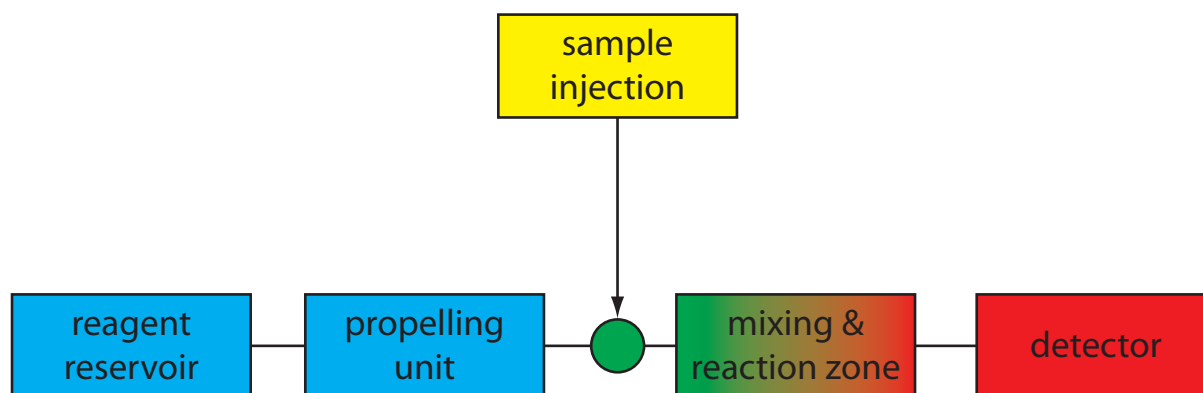 sample
injection
reagent
reservoir
propelling
unit
mixing &
reaction zone
detector